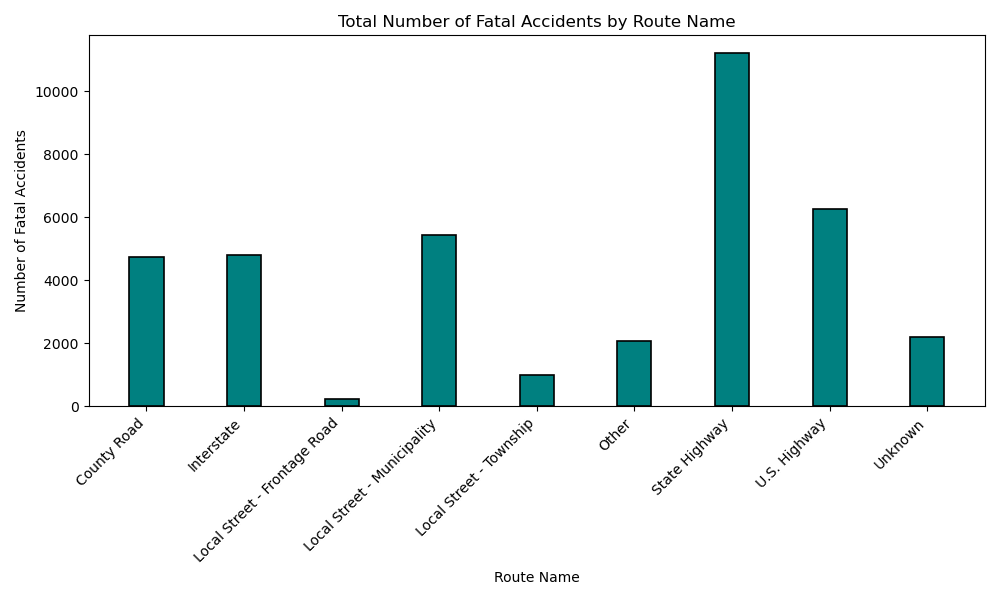 Total Number of Fatal Accidents by Route Name
Number of Fatal Accidents
10000
8000
6000
4000
2000
0
County Road
Interstate
Local Street - Frontage Road
Local Street - Municipality
Local Street - Township
Other
State Highway
U.S. Highway
Unknown
Route Name